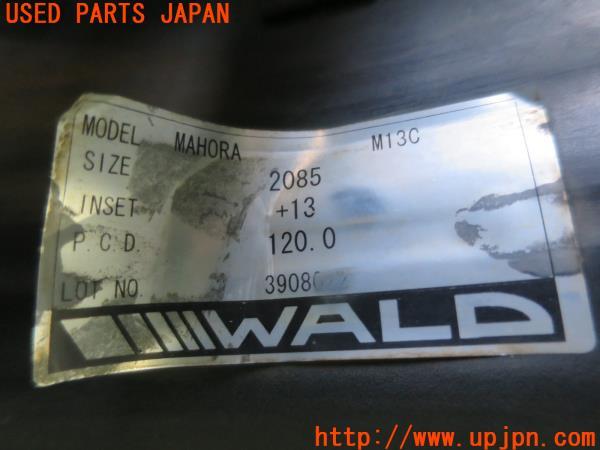 USED PARTS JAPAN
MODEL MAHORA M13C
SIZE 2085
INSET +13
P.C.D. 120.0
LOT NO.
WALD
UPJ
http://www.upjpn.com